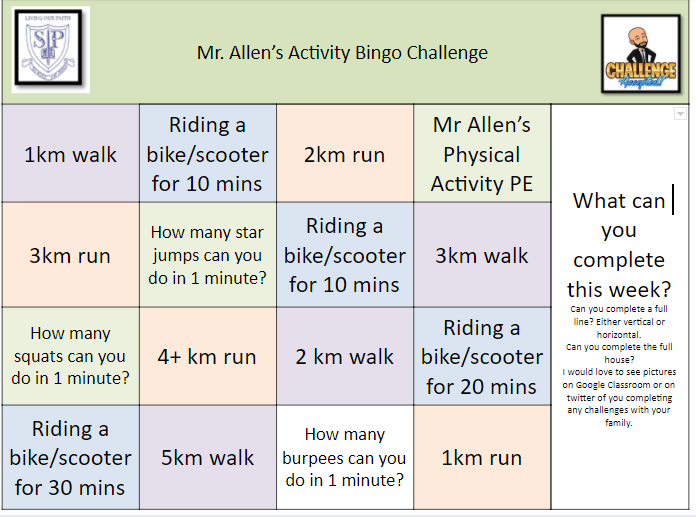 LIVING OUR FAITH
SJP
Mr. Allen's Activity Bingo Challenge
CHALLENGE
Accepted!
1km walk
Riding a
bike/scooter
for 10 mins
2km run
Mr Allen's
Physical
Activity PE
3km run
How many star
jumps can you
do in 1 minute?
Riding a
bike/scooter
for 10 mins
3km walk
How many
squats can you
do in 1 minute?
4+ km run
2 km walk
Riding a
bike/scooter
for 20 mins
Riding a
bike/scooter
for 30 mins
5km walk
How many
burpees can you
do in 1 minute?
1km run
What can
you
complete
this week?
Can you complete a full
line? Either vertical or
horizontal.
Can you complete the full
house?
I would love to see pictures
on Google Classroom or on
twitter of you completing
any challenges with your
family.